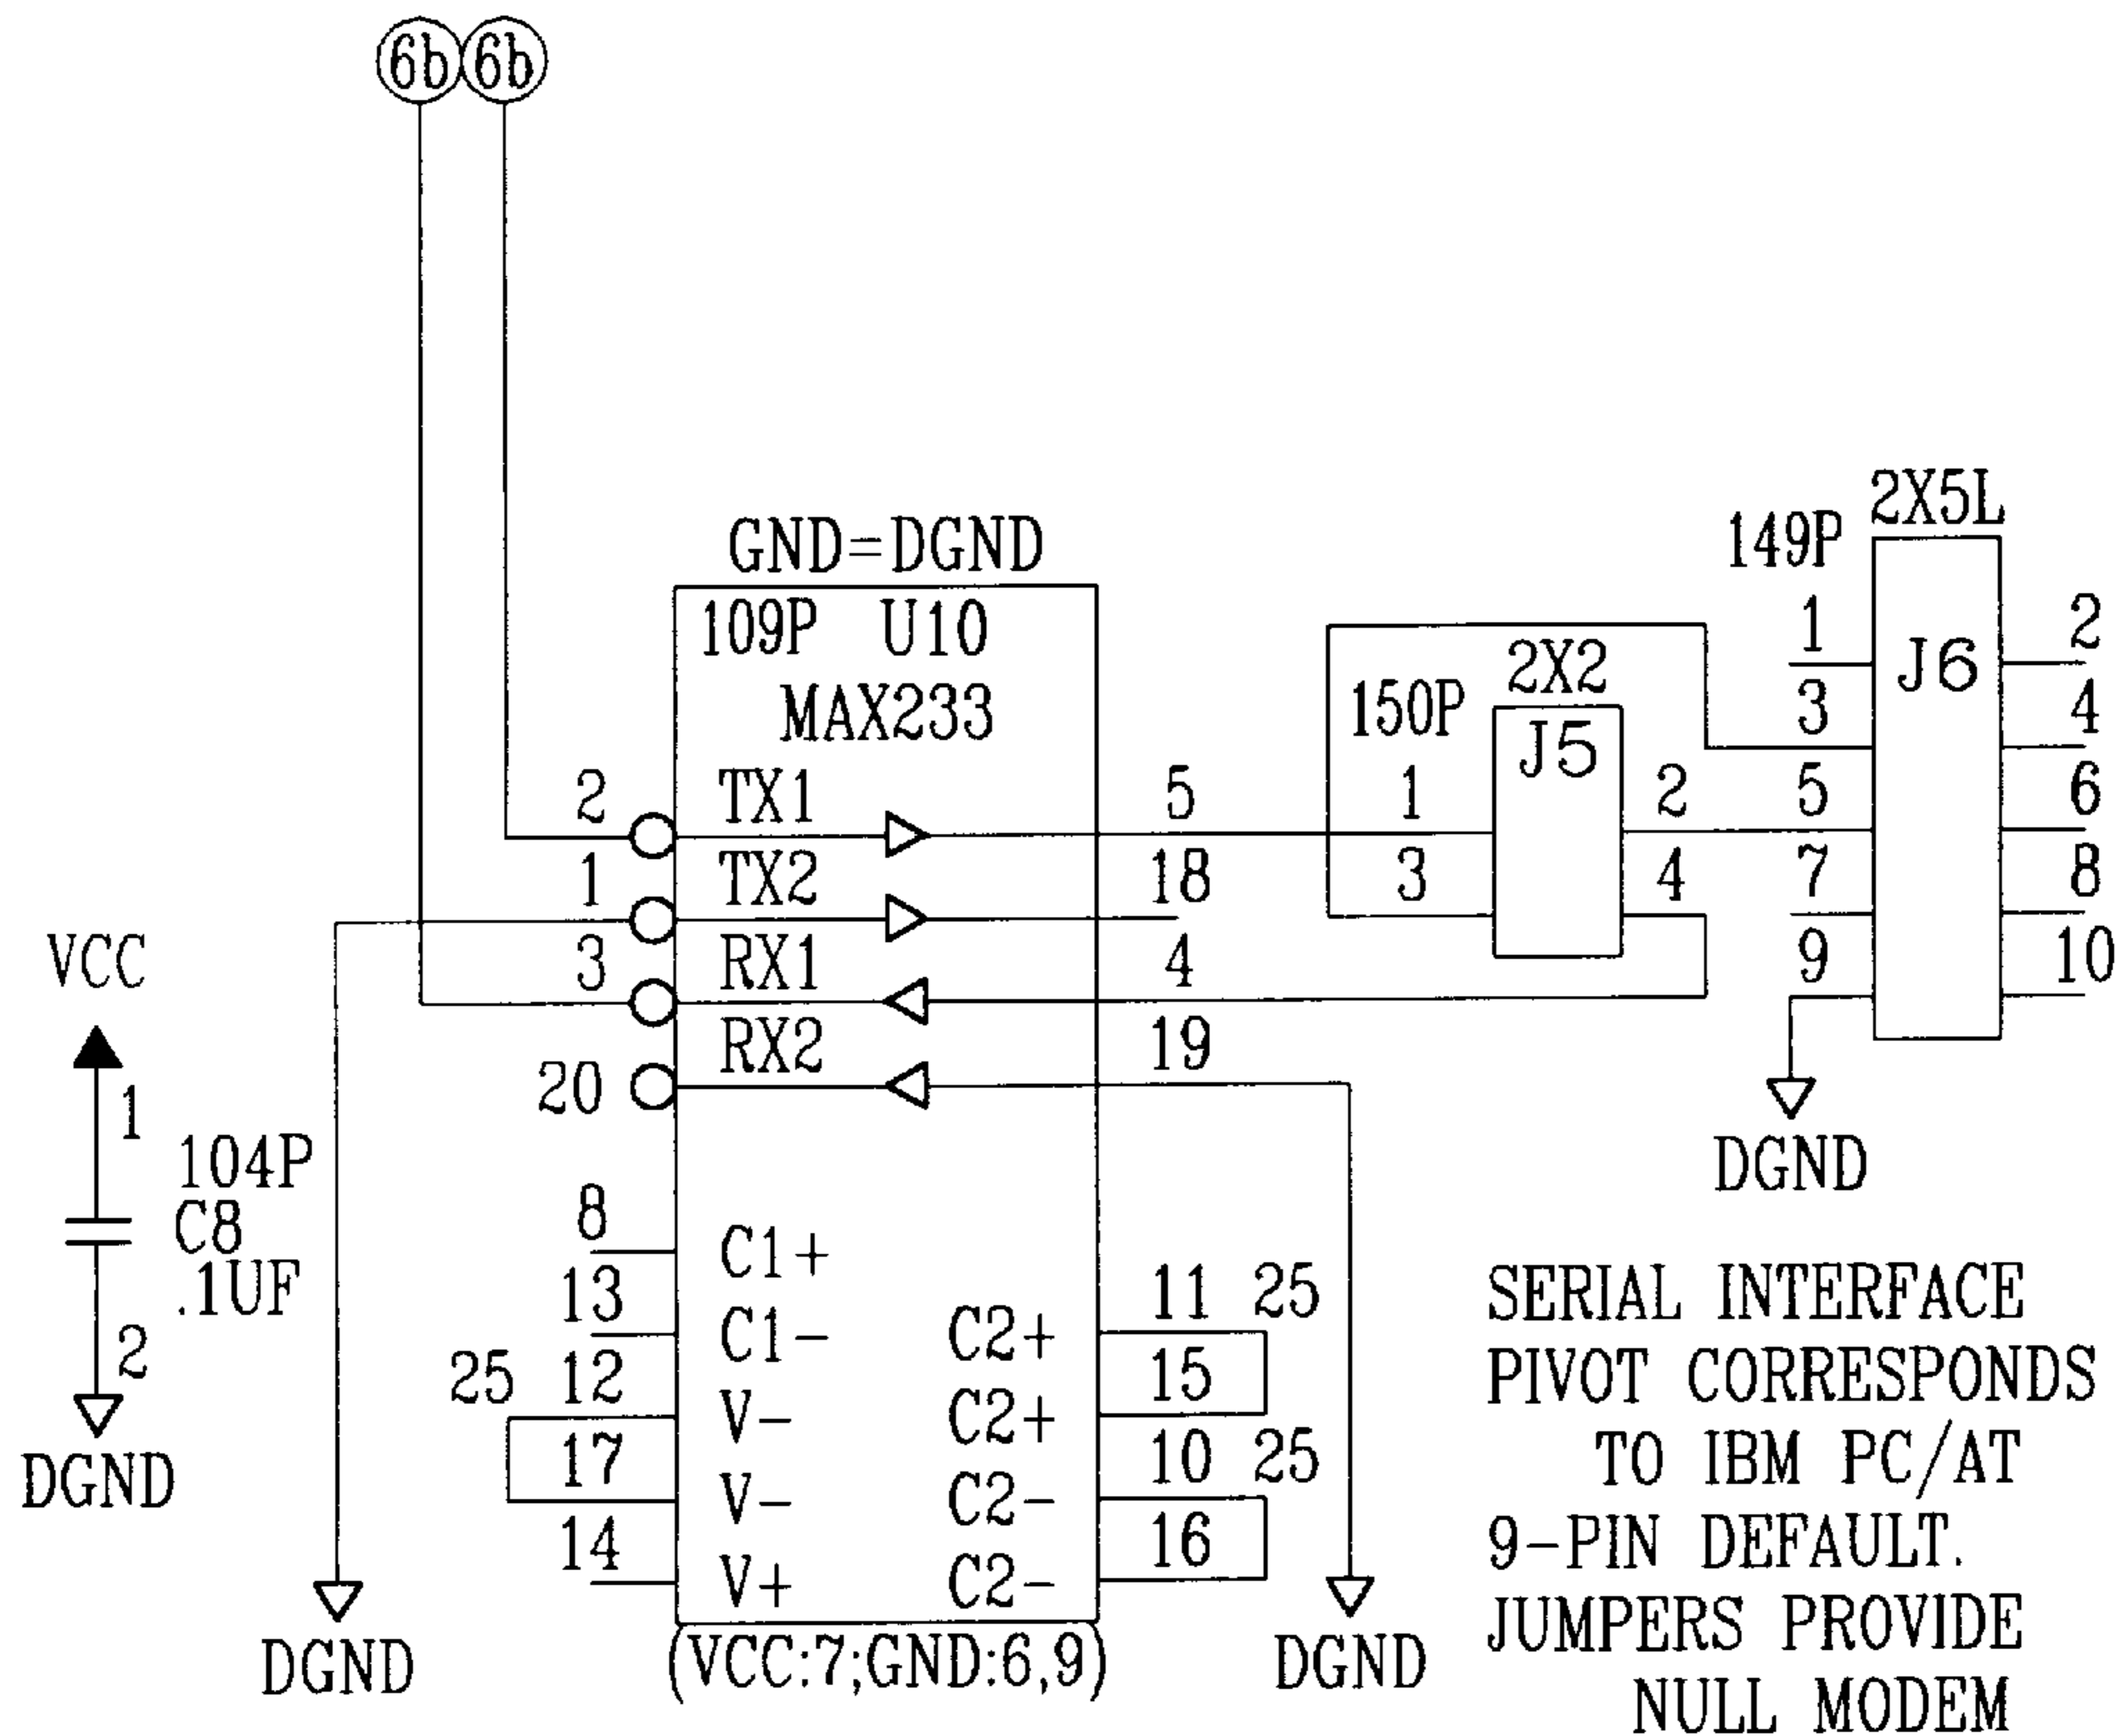 6b 6b
GND=DGND
109P U10
MAX233
2 TX1 5
1 TX2 18
3 RX1 4
20 RX2 19
8 C1+
13 C1-
25 12 V-
17 V-
14 V+
C2+ 11 25
C2+ 15
C2- 10 25
C2- 16
(VCC:7;GND:6,9)
VCC
1
104P
C8
.1UF
2
DGND
DGND
DGND
2X2
150P
J5
1 2
3 4
2X5L
149P
J6
1 2
3 4
5 6
7 8
9 10
DGND
SERIAL INTERFACE
PIVOT CORRESPONDS
TO IBM PC/AT
9-PIN DEFAULT.
JUMPERS PROVIDE
NULL MODEM